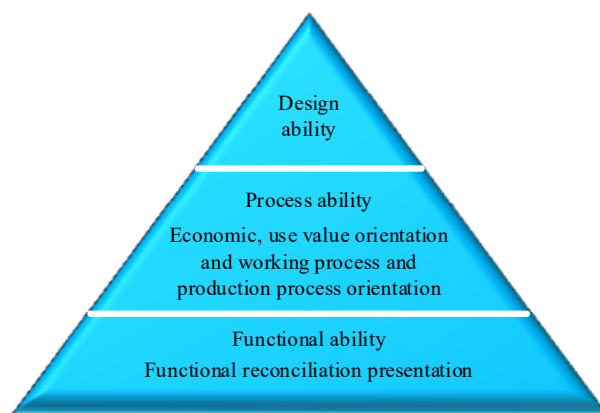 Design
ability
Process ability
Economic, use value orientation
and working process and
production process orientation
Functional ability
Functional reconciliation presentation